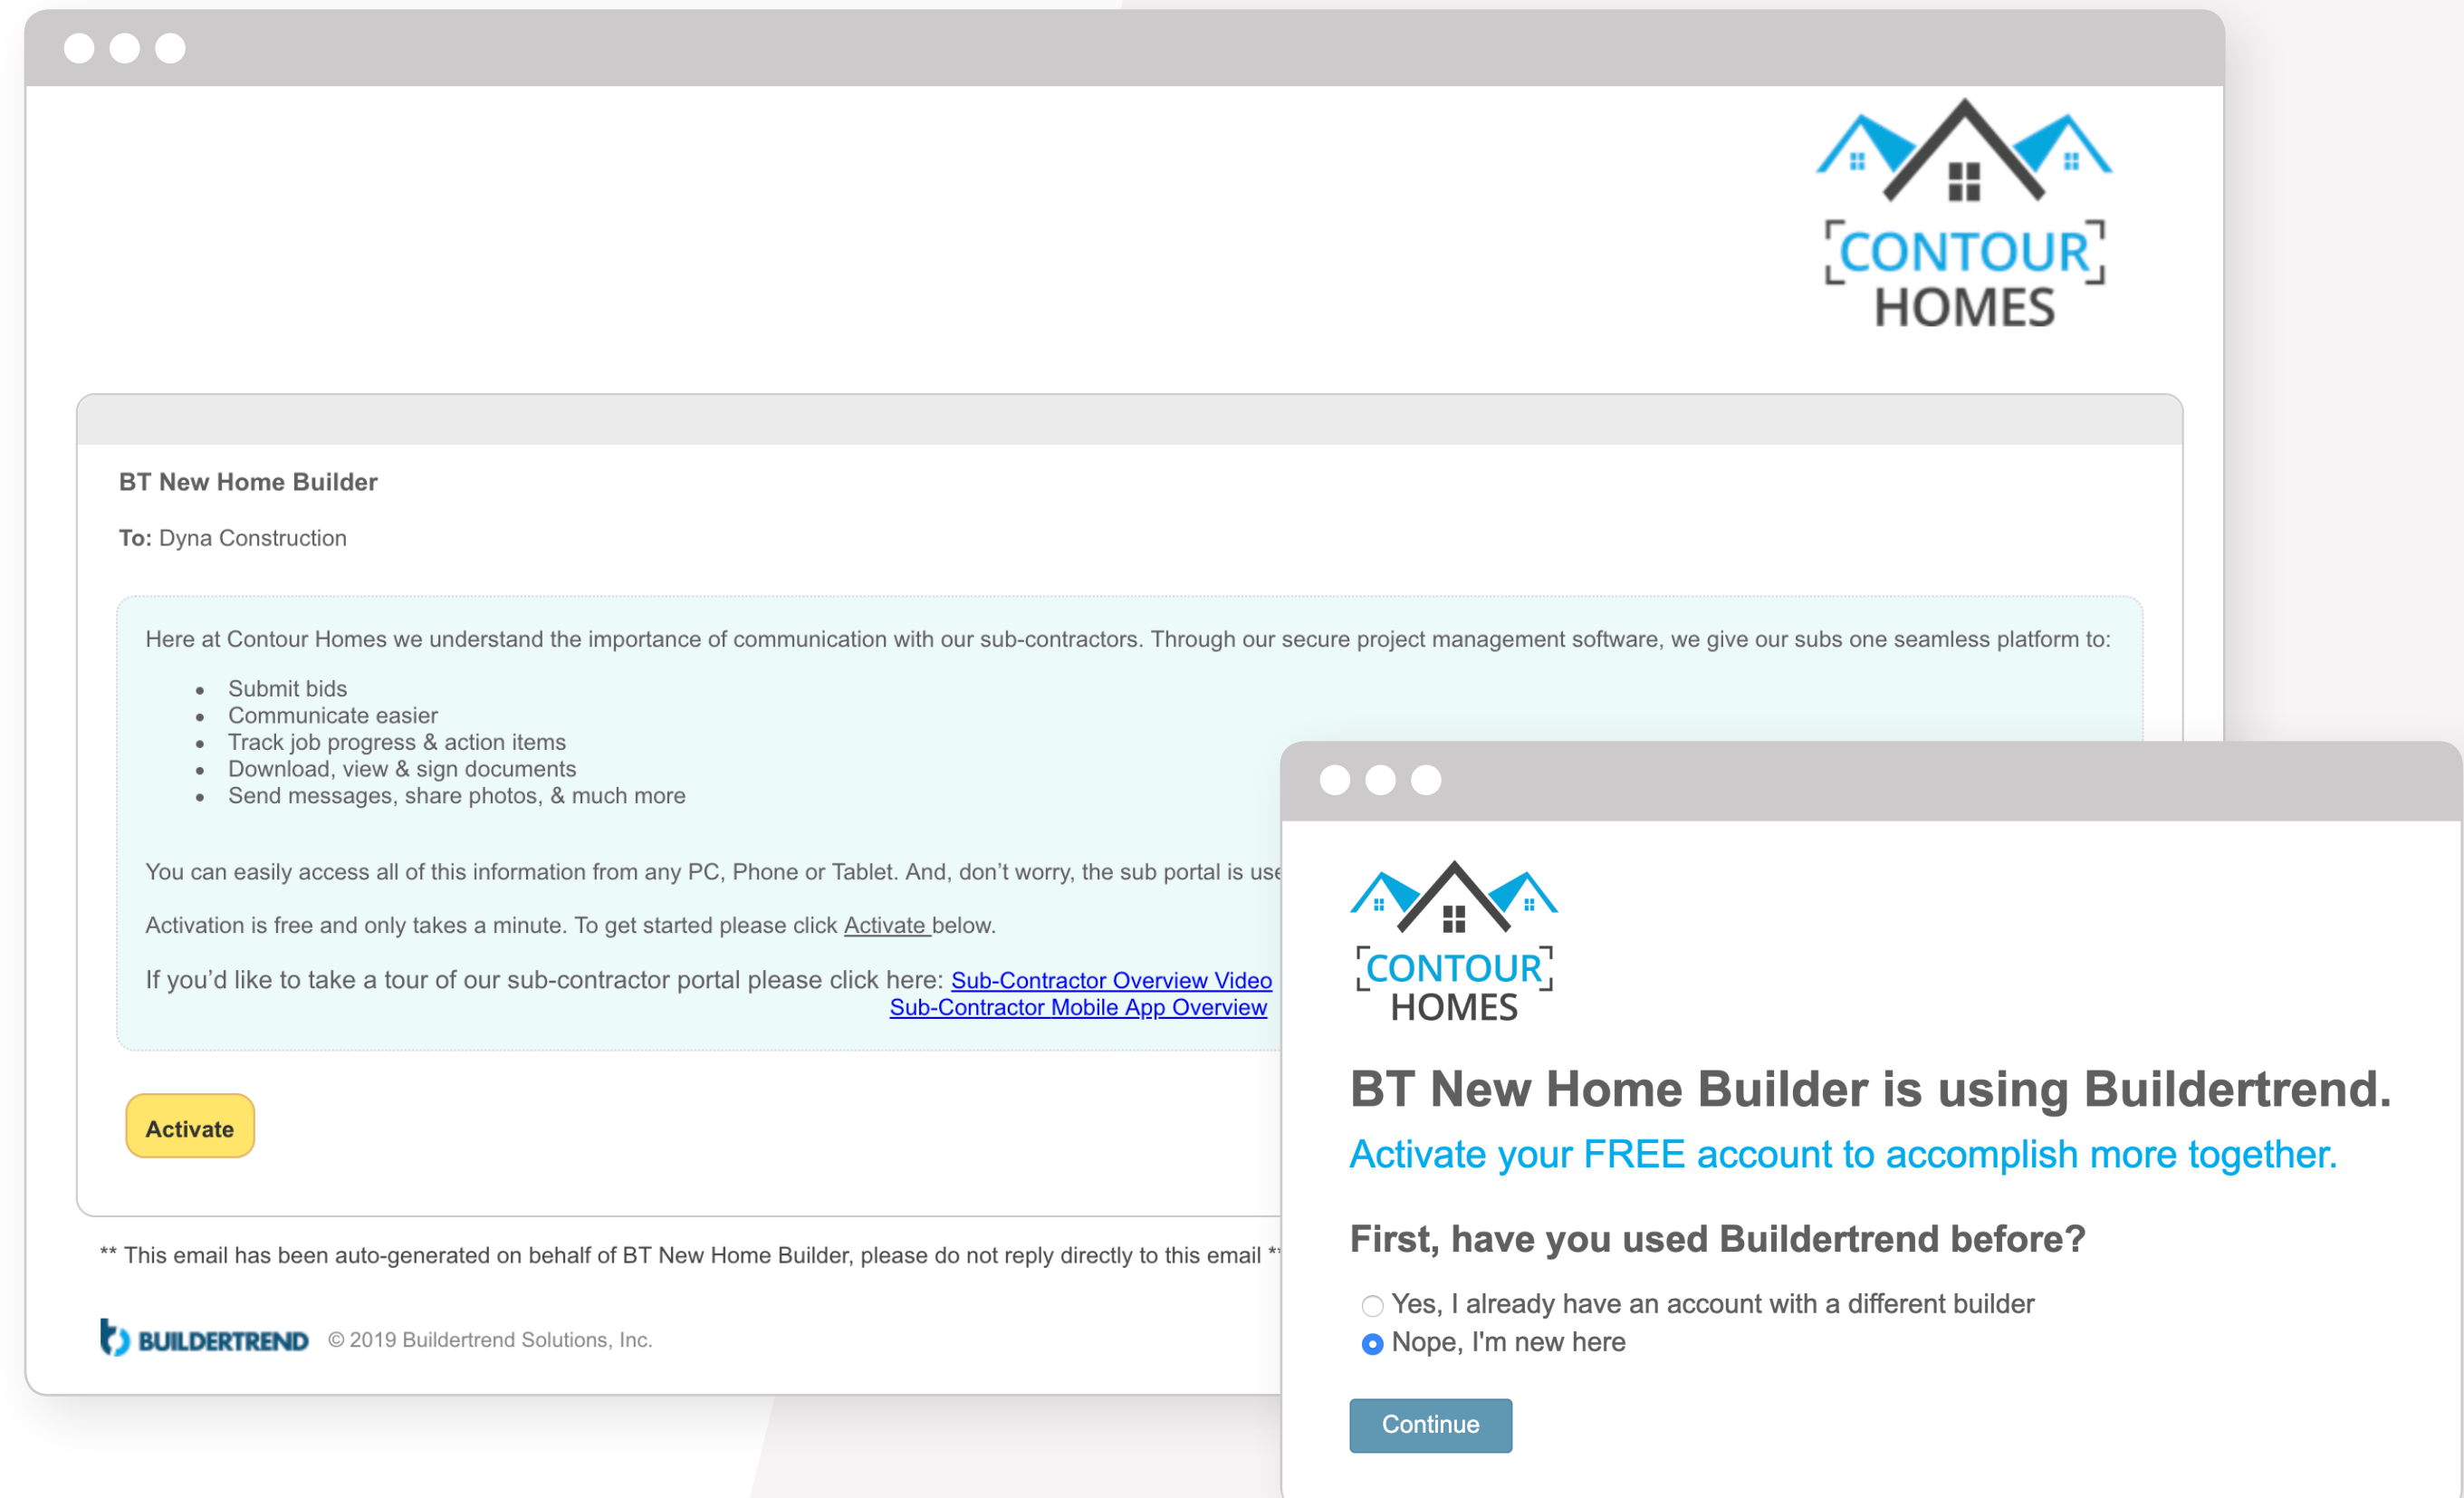 CONTOUR
HOMES
BT New Home Builder
To: Dyna Construction
Here at Contour Homes we understand the importance of communication with our sub-contractors. Through our secure project management software, we give our subs one seamless platform to:
• Submit bids
• Communicate easier
• Track job progress & action items
• Download, view & sign documents
• Send messages, share photos, & much more
You can easily access all of this information from any PC, Phone or Tablet. And, don’t worry, the sub portal is
Activation is free and only takes a minute. To get started please click Activate below.
If you’d like to take a tour of our sub-contractor portal please click here: Sub-Contractor Overview Video
Sub-Contractor Mobile App Overview
Activate
** This email has been auto-generated on behalf of BT New Home Builder, please do not reply directly to this email **
BUILDERTREND © 2019 Buildertrend Solutions, Inc.
CONTOUR
HOMES
BT New Home Builder is using Buildertrend.
Activate your FREE account to accomplish more together.
First, have you used Buildertrend before?
Yes, I already have an account with a different builder
Nope, I'm new here
Continue